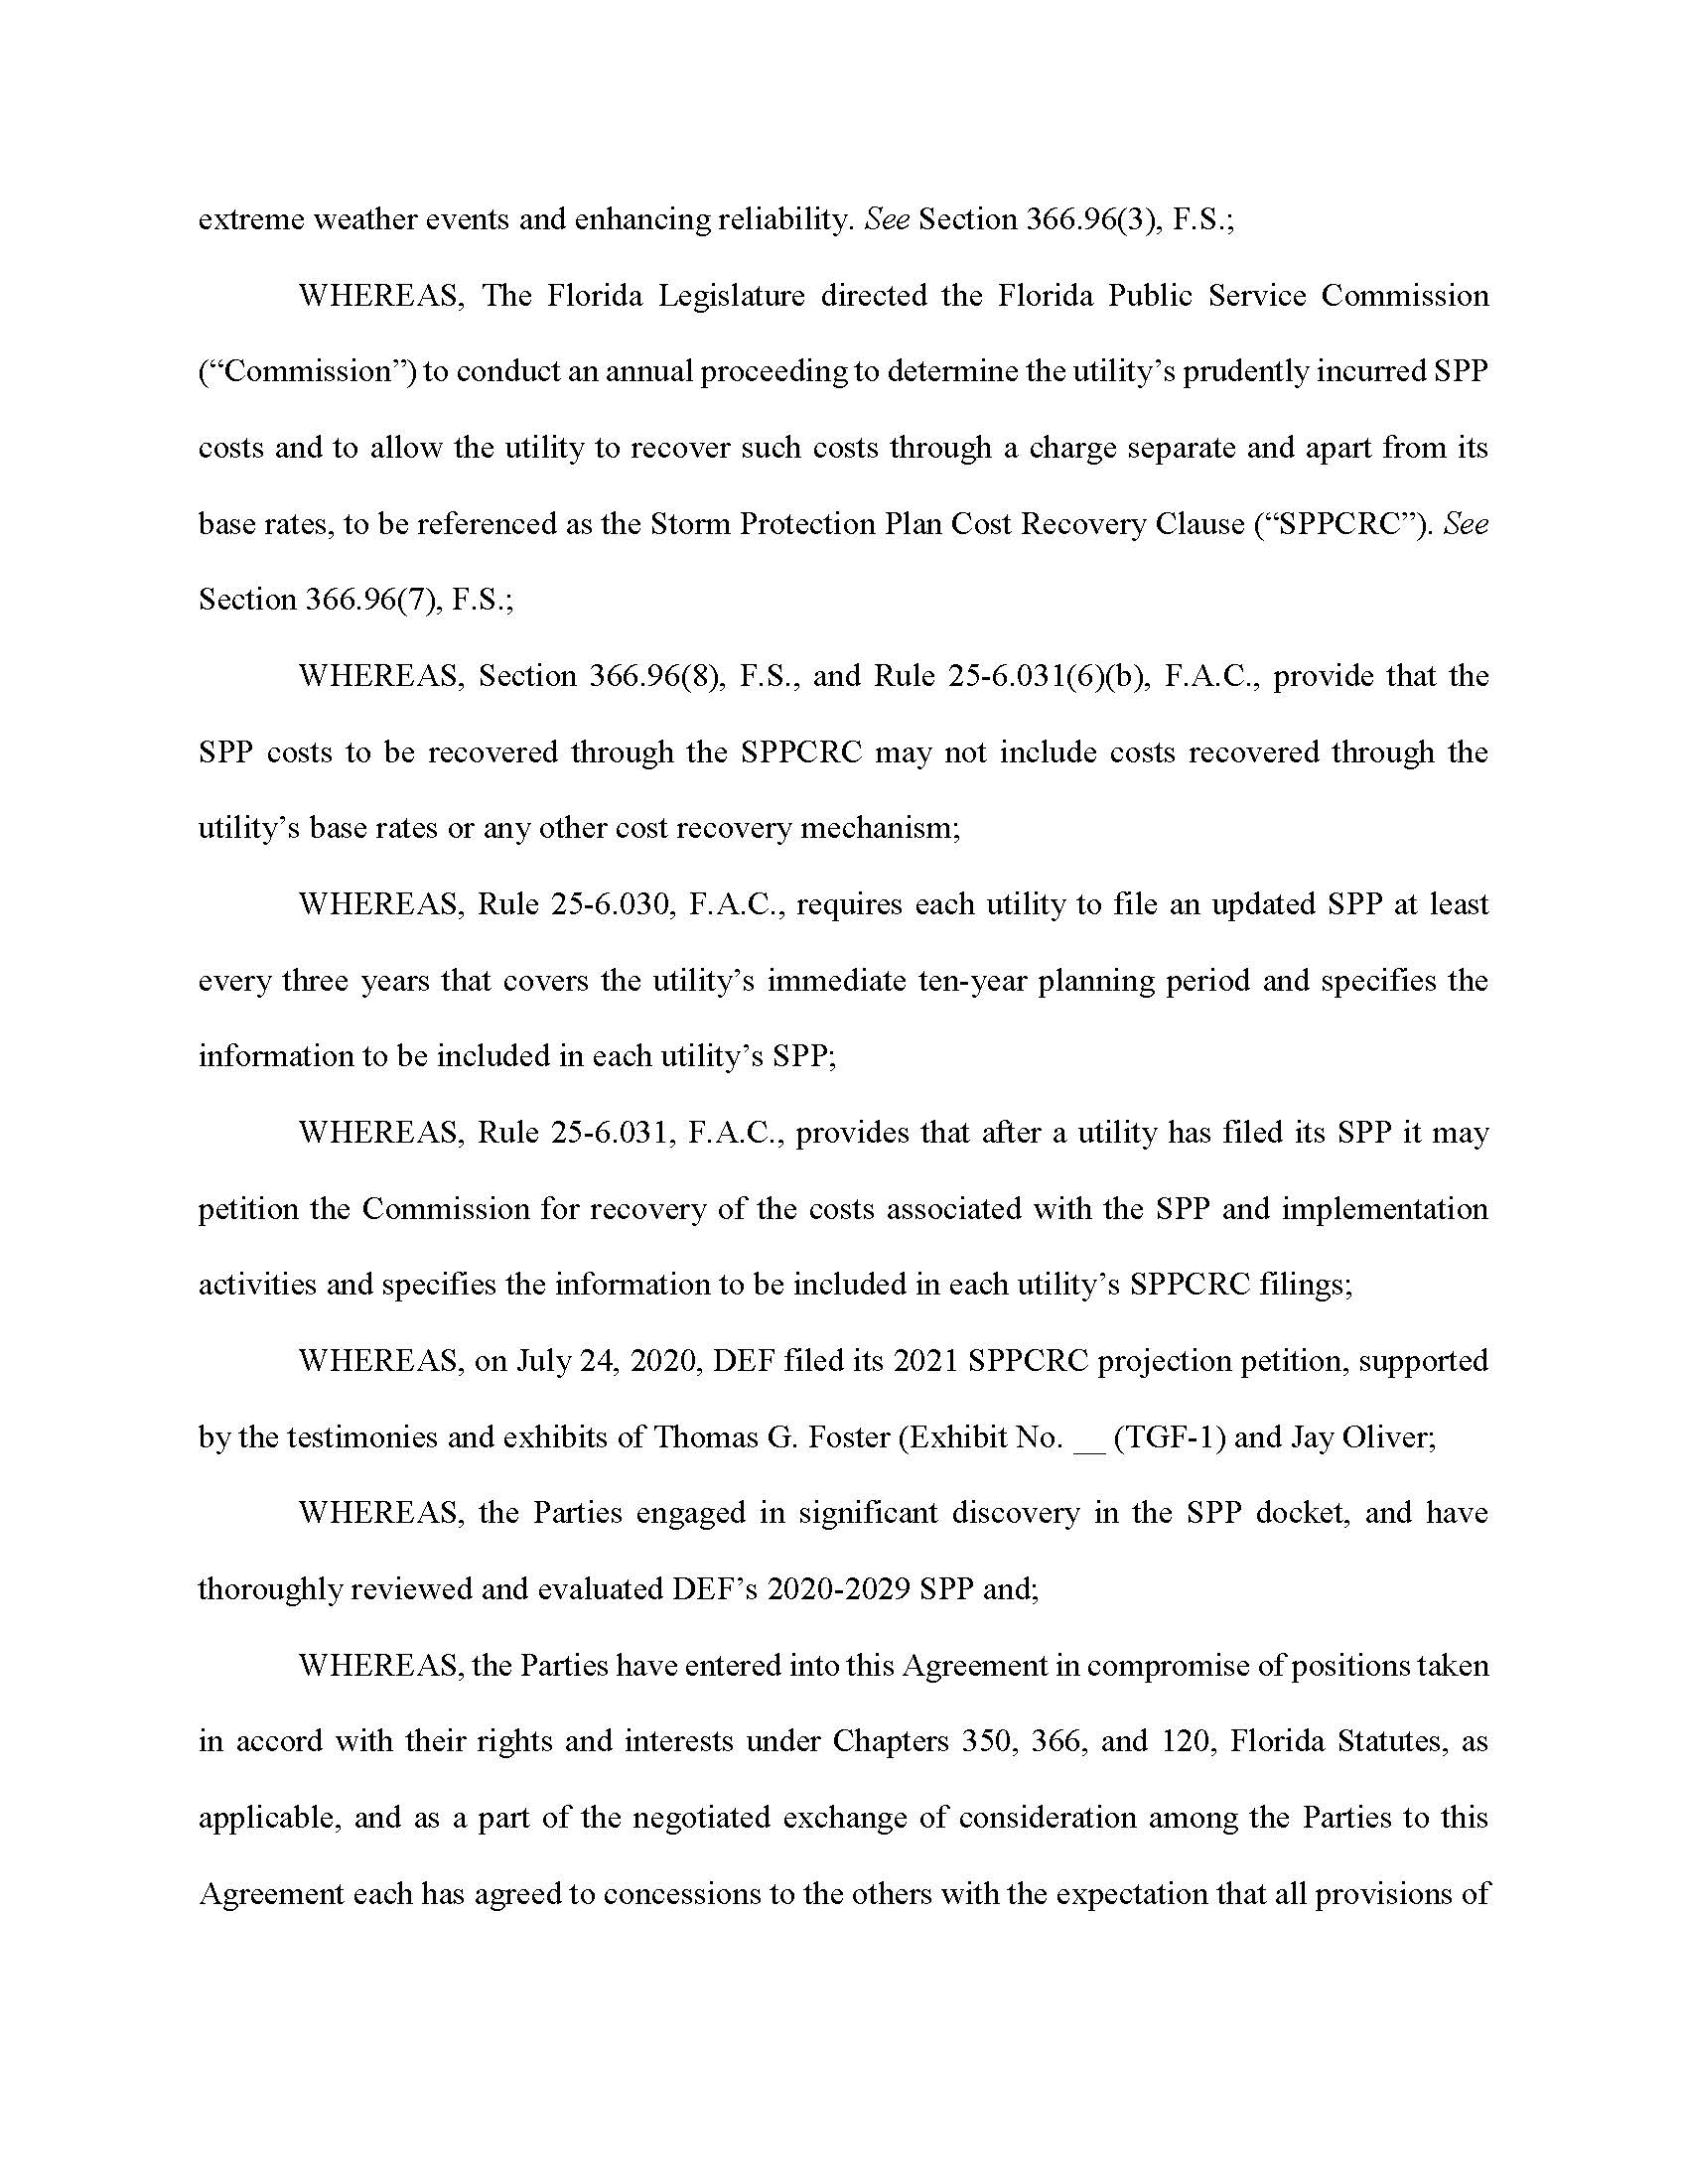 extreme weather events and enhancing reliability. See Section 366.96(3), F.S.;
WHEREAS, The Florida Legislature directed the Florida Public Service Commission
(“Commission”) to conduct an annual proceeding to determine the utility’s prudently incurred SPP
costs and to allow the utility to recover such costs through a charge separate and apart from its
base rates, to be referenced as the Storm Protection Plan Cost Recovery Clause (“SPPCRC”). See
Section 366.96(7), F.S.;
WHEREAS, Section 366.96(8), F.S., and Rule 25-6.031(6)(b), F.A.C., provide that the
SPP costs to be recovered through the SPPCRC may not include costs recovered through the
utility’s base rates or any other cost recovery mechanism;
WHEREAS, Rule 25-6.030, F.A.C., requires each utility to file an updated SPP at least
every three years that covers the utility’s immediate ten-year planning period and specifies the
information to be included in each utility’s SPP;
WHEREAS, Rule 25-6.031, F.A.C., provides that after a utility has filed its SPP it may
petition the Commission for recovery of the costs associated with the SPP and implementation
activities and specifies the information to be included in each utility’s SPPCRC filings;
WHEREAS, on July 24, 2020, DEF filed its 2021 SPPCRC projection petition, supported
by the testimonies and exhibits of Thomas G. Foster (Exhibit No. __ (TGF-1) and Jay Oliver;
WHEREAS, the Parties engaged in significant discovery in the SPP docket, and have
thoroughly reviewed and evaluated DEF’s 2020-2029 SPP and;
WHEREAS, the Parties have entered into this Agreement in compromise of positions taken
in accord with their rights and interests under Chapters 350, 366, and 120, Florida Statutes, as
applicable, and as a part of the negotiated exchange of consideration among the Parties to this
Agreement each has agreed to concessions to the others with the expectation that all provisions of